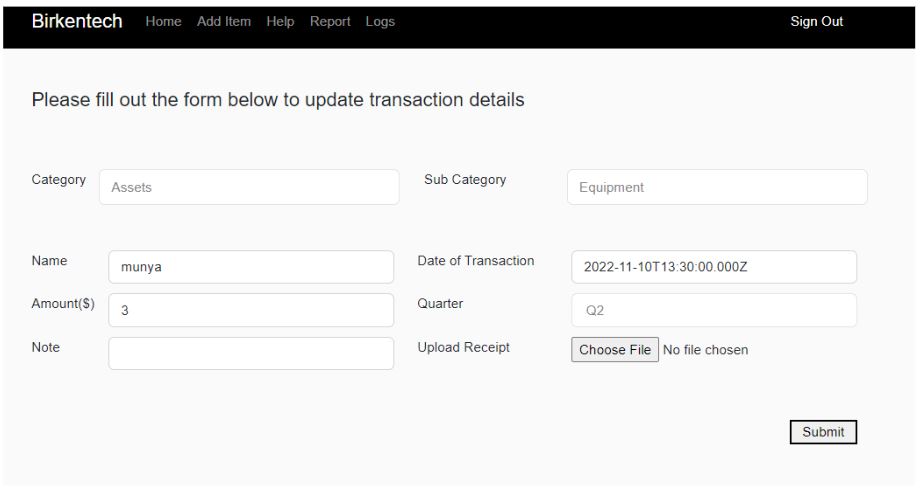 Birkentech Home Add Item Help Report Logs Sign Out
Please fill out the form below to update transaction details
Category Assets Sub Category Equipment
Name munya Date of Transaction 2022-11-10T13:30:00.000Z
Amount($) 3 Quarter Q2
Note Upload Receipt Choose File No file chosen
Submit